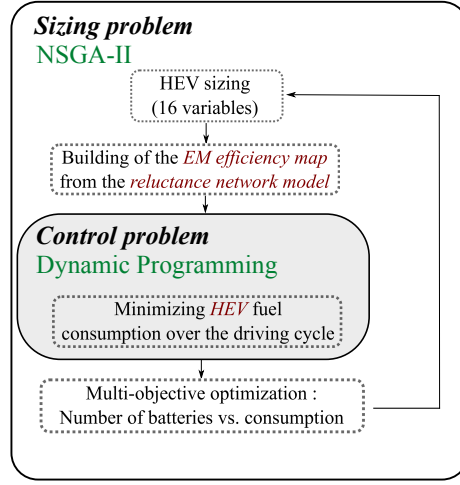 Sizing problem
NSGA-II
HEV sizing
(16 variables)
Building of the EM efficiency map
from the reluctance network model
Control problem
Dynamic Programming
Minimizing HEV fuel
consumption over the driving cycle
Multi-objective optimization :
Number of batteries vs. consumption